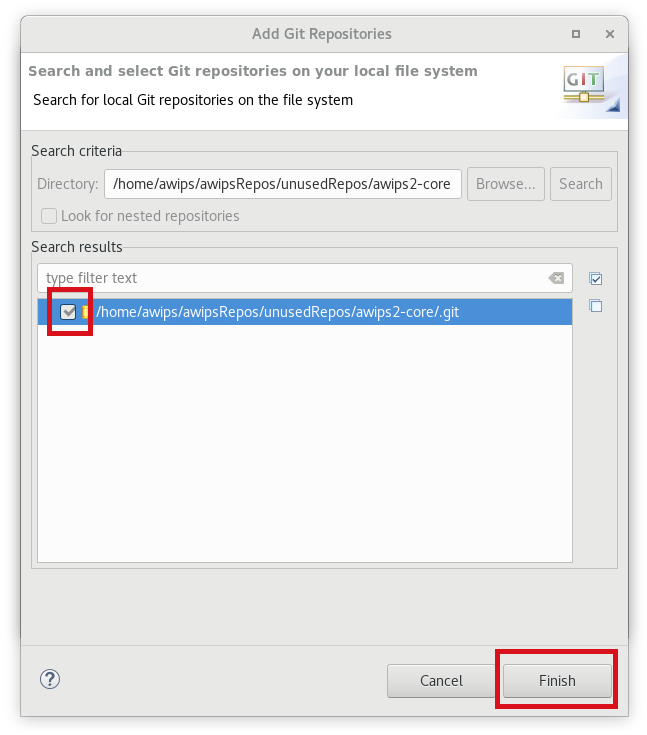 Add Git Repositories
Search and select Git repositories on your local file system
Search for local Git repositories on the file system
GIT
Search criteria
Directory: /home/awips/awipsRepos/unusedRepos/awips2-core Browse... Search
Look for nested repositories
Search results
type filter text
/home/awips/awipsRepos/unusedRepos/awips2-core/.git
? Cancel Finish